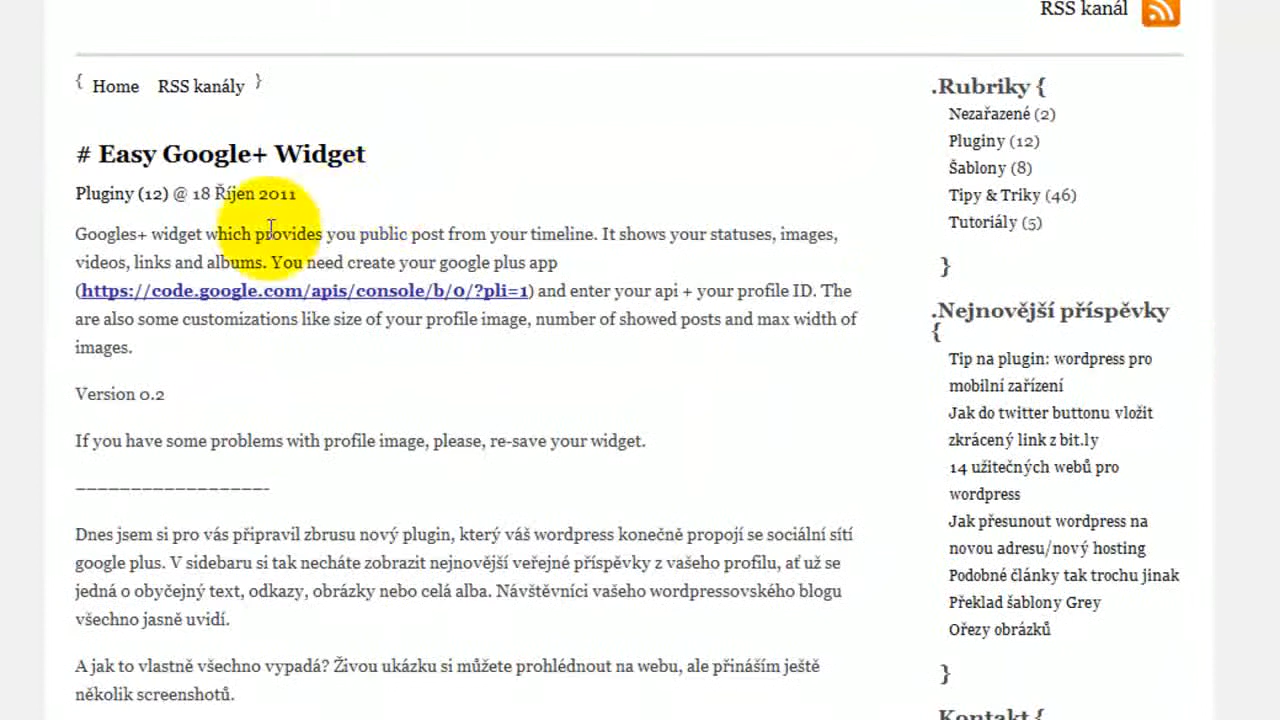 RSS kanál
{ Home RSS kanály }
# Easy Google+ Widget
Pluginy (12) @ 18 Říjen 2011
Googles+ widget which provides you public post from your timeline. It shows your statuses, images,
videos, links and albums. You need create your google plus app
(https://code.google.com/apis/console/b/0/?pli=1) and enter your api + your profile ID. The
are also some customizations like size of your profile image, number of showed posts and max width of
images.
Version 0.2
If you have some problems with profile image, please, re-save your widget.
——————————————————-
Dnes jsem si pro vás připravil zbrusu nový plugin, který váš wordpress konečně propojí se sociální sítí
google plus. V sidebaru si tak necháte zobrazit nejnovější veřejné příspěvky z vašeho profilu, ať už se
jedná o obyčejný text, odkazy, obrázky nebo celá alba. Návštěvníci vašeho wordpressovského blogu
všechno jasně uvidí.
A jak to vlastně všechno vypadá? Živou ukázku si můžete prohlédnout na webu, ale přináším ještě
několik screenshotů.
.Rubriky {
Nezařazené (2)
Pluginy (12)
Šablony (8)
Tipy & Triky (46)
Tutoriály (5)
}
.Nejnovější příspěvky
{
Tip na plugin: wordpress pro
mobilní zařízení
Jak do twitter buttonu vložit
zkrácený link z bit.ly
14 užitečných webů pro
wordpress
Jak přesunout wordpress na
novou adresu/nový hosting
Podobné články tak trochu jinak
Překlad šablony Grey
Ořezy obrázků
}
.Kontakt {